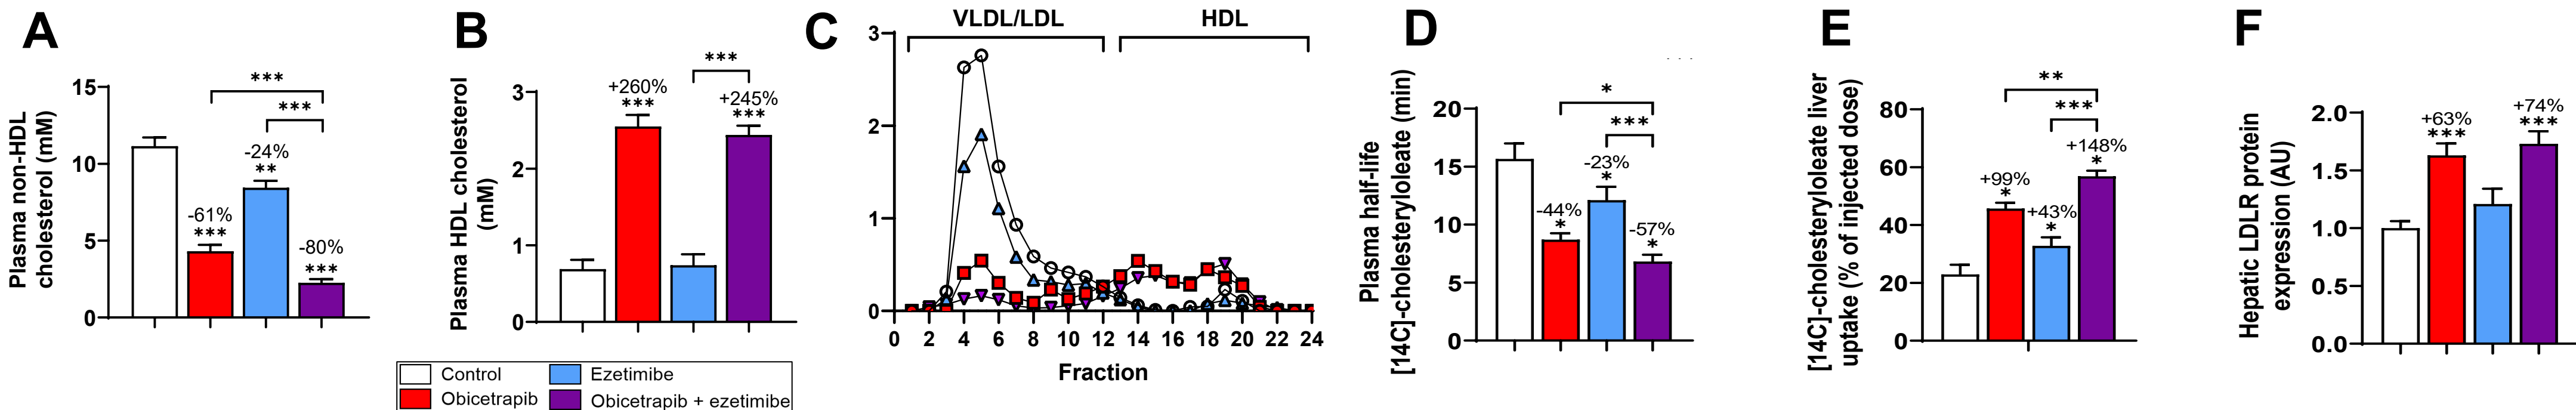 A
Plasma non-HDL
cholesterol (mM)
15
10
5
0
-61%
***
-24%
**
-80%
***
***
***
B
Plasma HDL cholesterol
(mM)
3
2
1
0
+260%
***
+245%
***
***
C
VLDL/LDL
HDL
3
2
1
0
0 2 4 6 8 10 12 14 16 18 20 22 24
Fraction
D
Plasma half-life
[14C]-cholesteryloleate (min)
20
15
10
5
0
-44%
*
-23%
*
-57%
*
*
***
E
[14C]-cholesteryloleate liver
uptake (% of injected dose)
80
60
40
20
0
+99%
*
+43%
*
+148%
*
**
***
F
Hepatic LDLR protein
expression (AU)
2.0
1.5
1.0
0.5
0.0
+63%
***
+74%
***
Control
Ezetimibe
Obicetrapib
Obicetrapib + ezetimibe